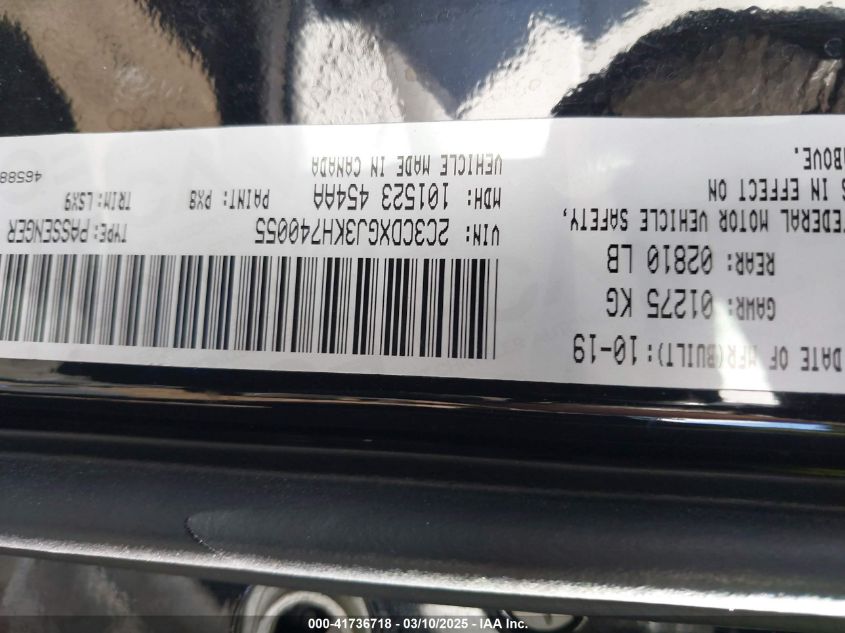 DATE OF MFR(BUILT): 10-19
GAWR: 01275 KG
REAR: 02810 LB
FEDERAL MOTOR VEHICLE SAFETY,
S IN EFFECT ON
ABOVE.
VIN: 2C3CDXGJ3KH740055 TYPE: PASSENGER
MDH: 101523 454AA PAINT: PX8 TRIM: LSX9
VEHICLE MADE IN CANADA
000-41736718 - 03/10/2025 - IAA Inc.